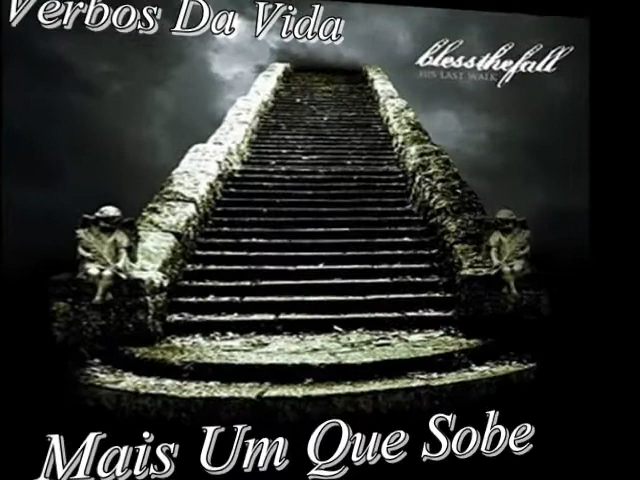 Verbos Da Vida
blessthefall
HIS LAST WALK
Mais Um Que Sobe